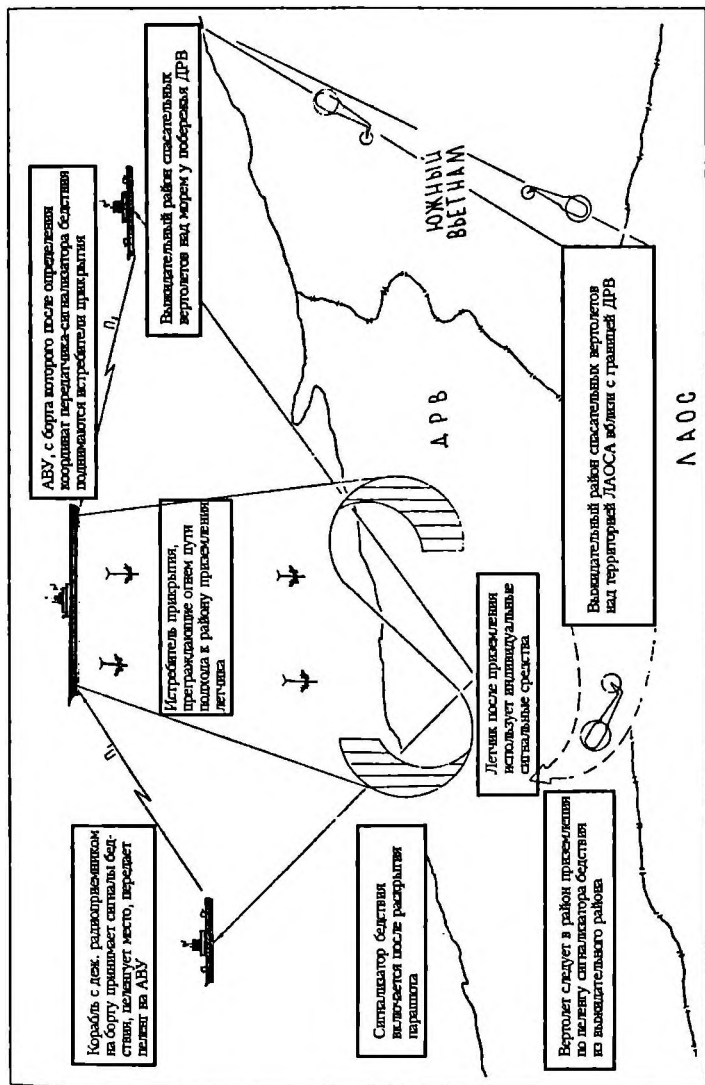 Корабль с деж. радиоприемником
на борту принимает сигналы бед-
ствия, пеленгует место, передает
пеленг на АВУ
АВУ, с борта которого после определения
координат передатчика-сигнализатора бедствия
поднимаются истребители прикрытия
Истребитель прикрытия,
преграждающие огнем пути
подхода к району приземления
летчика
Выжидательный район спасательных
вертолетов над морем у побережья ДРВ
Сигнализатор бедствия
включается после раскрытия
парашюта
Летчик после приземления
использует индивидуальные
сигнальные средства
ДРВ
ЮЖНЫЙ
ВЬЕТНАМ
Вертолет следует в район приземления
по пеленгу сигнализатора бедствия
из выжидательного района
Выжидательный район спасательных вертолетов
над территорией ЛАОСА вблизи с границей ДРВ
ЛАОС